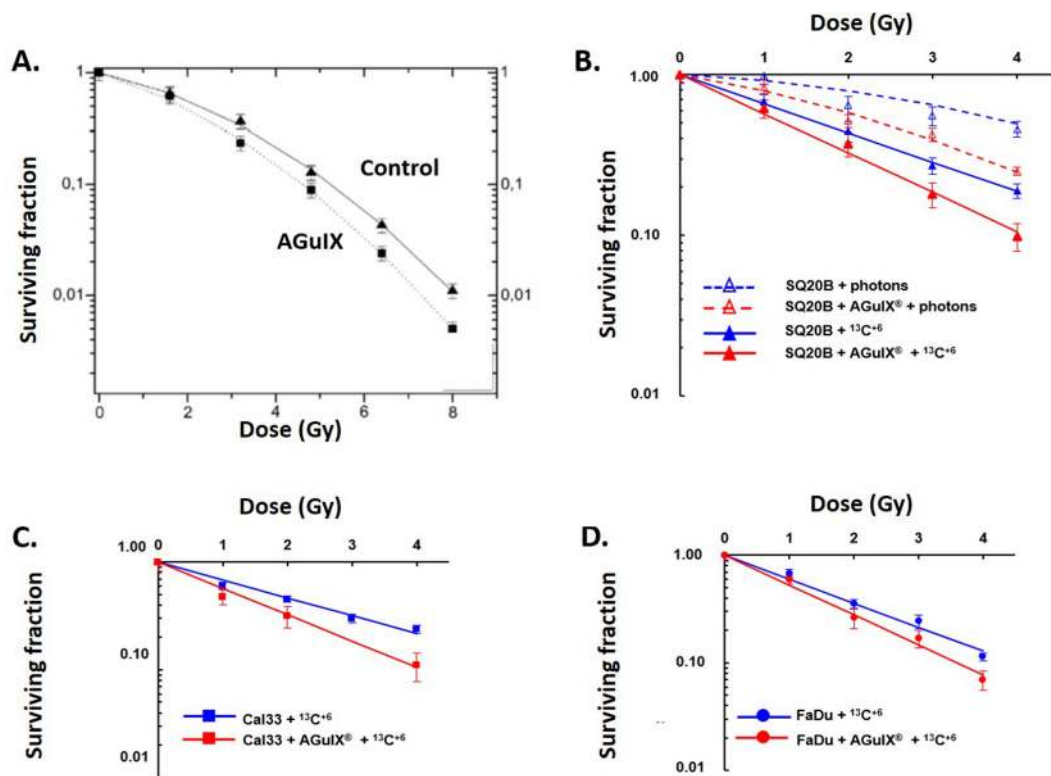 A.
1
0,1
0,01
Surviving fraction
Control
AGuIX
1
0,1
0,01
0 2 4 6 8
Dose (Gy)
B.
Dose (Gy)
0 1 2 3 4
1.00
0.10
0.01
Surviving fraction
SQ20B + photons
SQ20B + AGuIX® + photons
SQ20B + ¹³C⁺⁶
SQ20B + AGuIX® + ¹³C⁺⁶
C.
Dose (Gy)
0 1 2 3 4
1.00
0.10
0.01
Surviving fraction
Cal33 + ¹³C⁺⁶
Cal33 + AGuIX® + ¹³C⁺⁶
D.
Dose (Gy)
0 1 2 3 4
1.00
0.10
0.01
Surviving fraction
FaDu + ¹³C⁺⁶
FaDu + AGuIX® + ¹³C⁺⁶